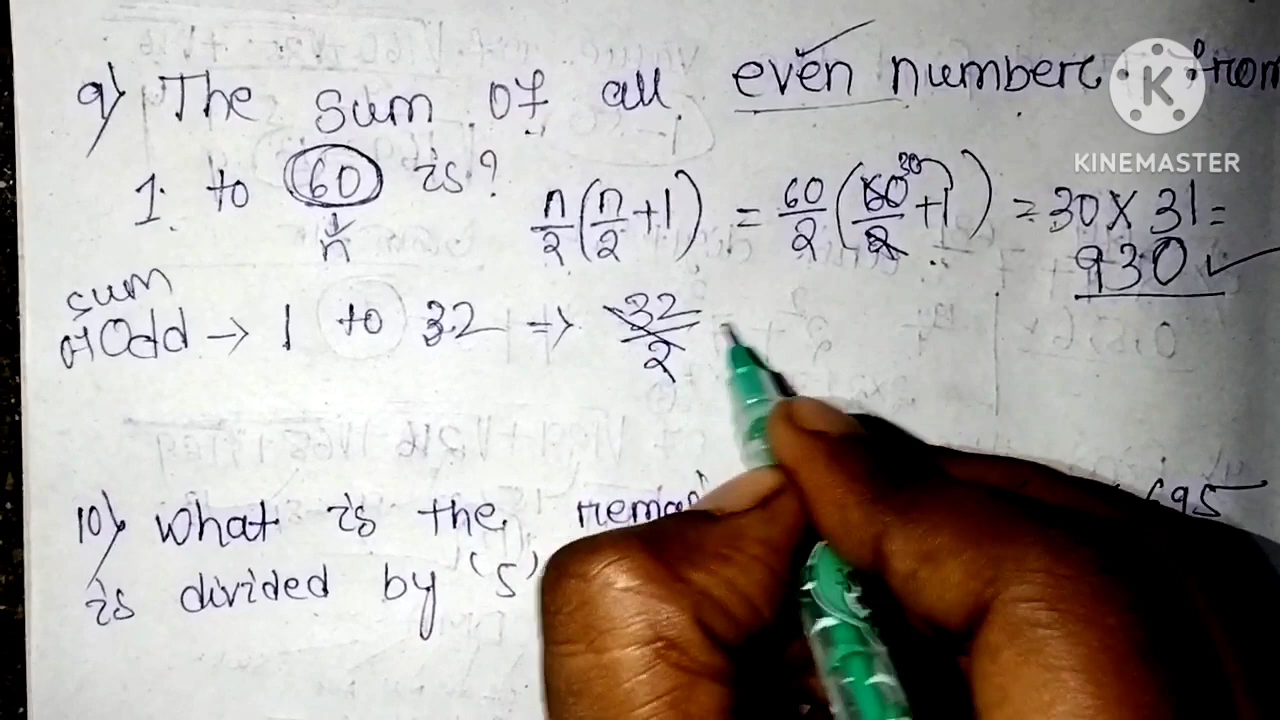 9) The sum of all even numbers from
1 to 60 is? n/2(n/2+1) = 60/2(60/2+1) = 30 X 31 =
n
30
930
sum
of Odd → 1 to 32 => 32/2
10) What is the 695
is divided by '5'
K
KINEMASTER